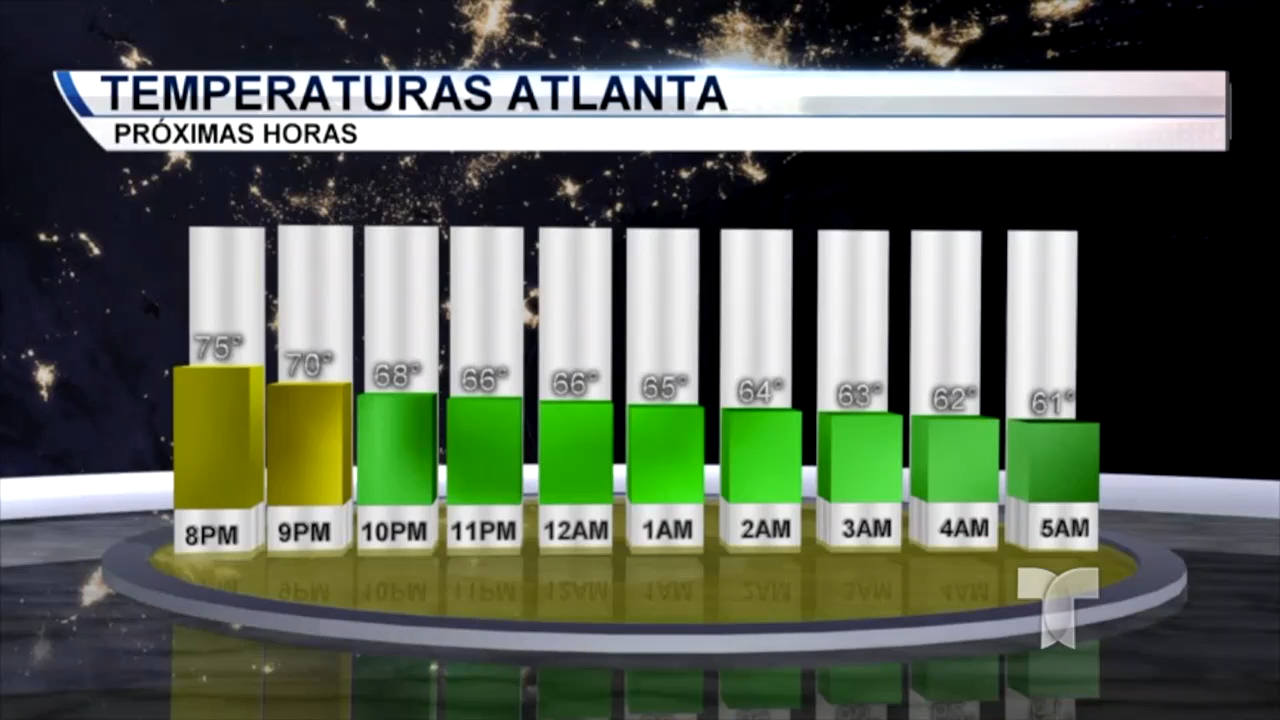 TEMPERATURAS ATLANTA
PRÓXIMAS HORAS
75° 70° 68° 66° 66° 65° 64° 63° 62° 61°
8PM 9PM 10PM 11PM 12AM 1AM 2AM 3AM 4AM 5AM